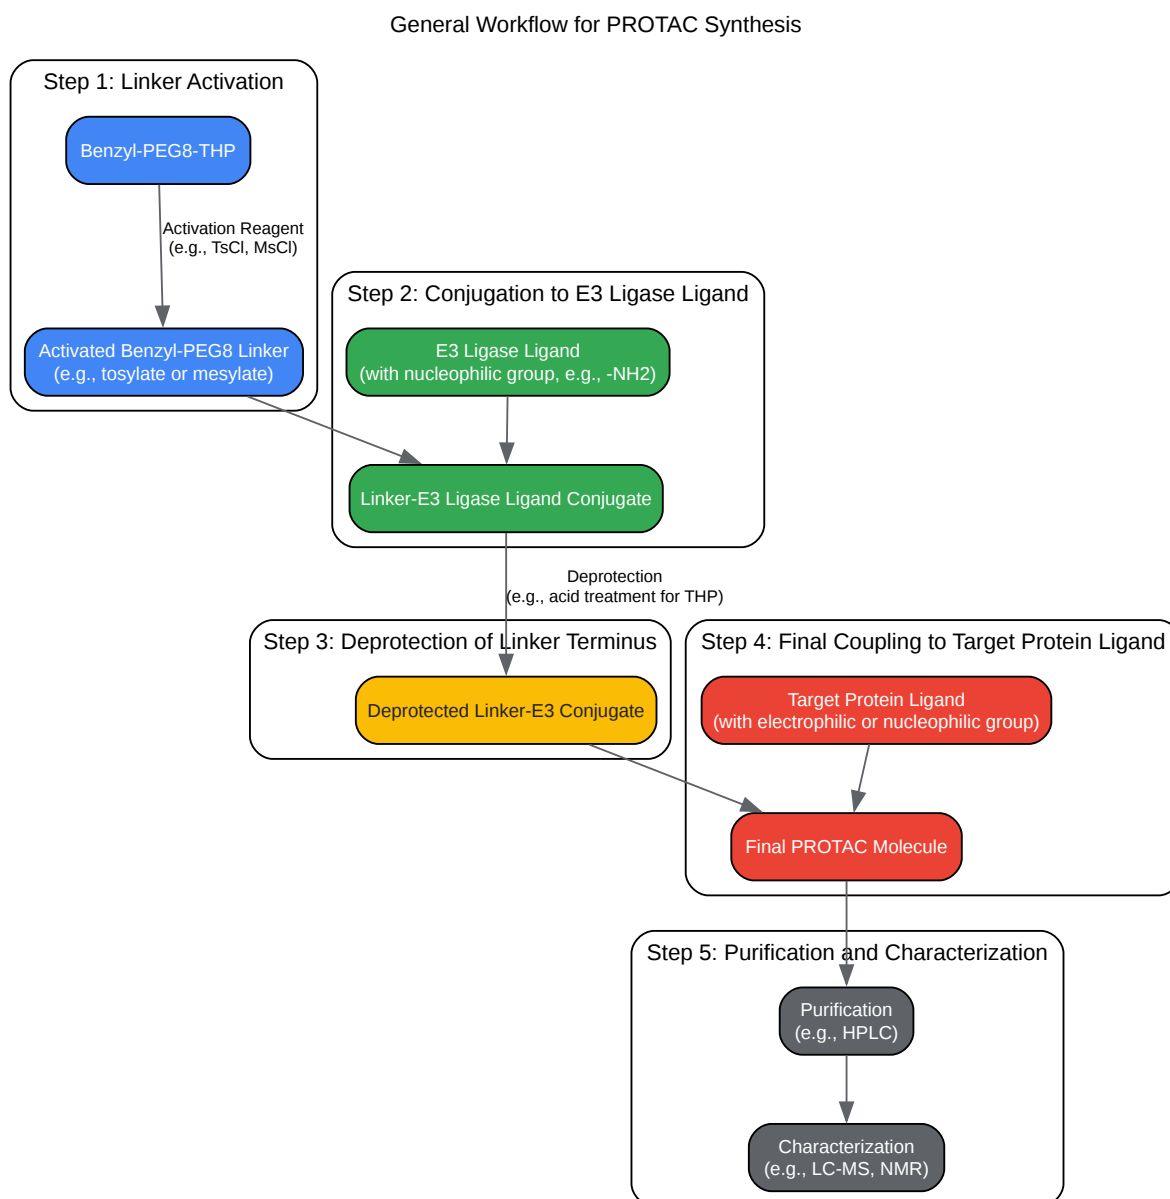 General Workflow for PROTAC Synthesis
Step 1: Linker Activation
Benzyl-PEG8-THP
Activation Reagent
(e.g., TsCl, MsCl)
Activated Benzyl-PEG8 Linker
(e.g., tosylate or mesylate)
Step 2: Conjugation to E3 Ligase Ligand
E3 Ligase Ligand
(with nucleophilic group, e.g., -NH2)
Linker-E3 Ligase Ligand Conjugate
Deprotection
(e.g., acid treatment for THP)
Step 3: Deprotection of Linker Terminus
Deprotected Linker-E3 Conjugate
Step 4: Final Coupling to Target Protein Ligand
Target Protein Ligand
(with electrophilic or nucleophilic group)
Final PROTAC Molecule
Step 5: Purification and Characterization
Purification
(e.g., HPLC)
Characterization
(e.g., LC-MS, NMR)